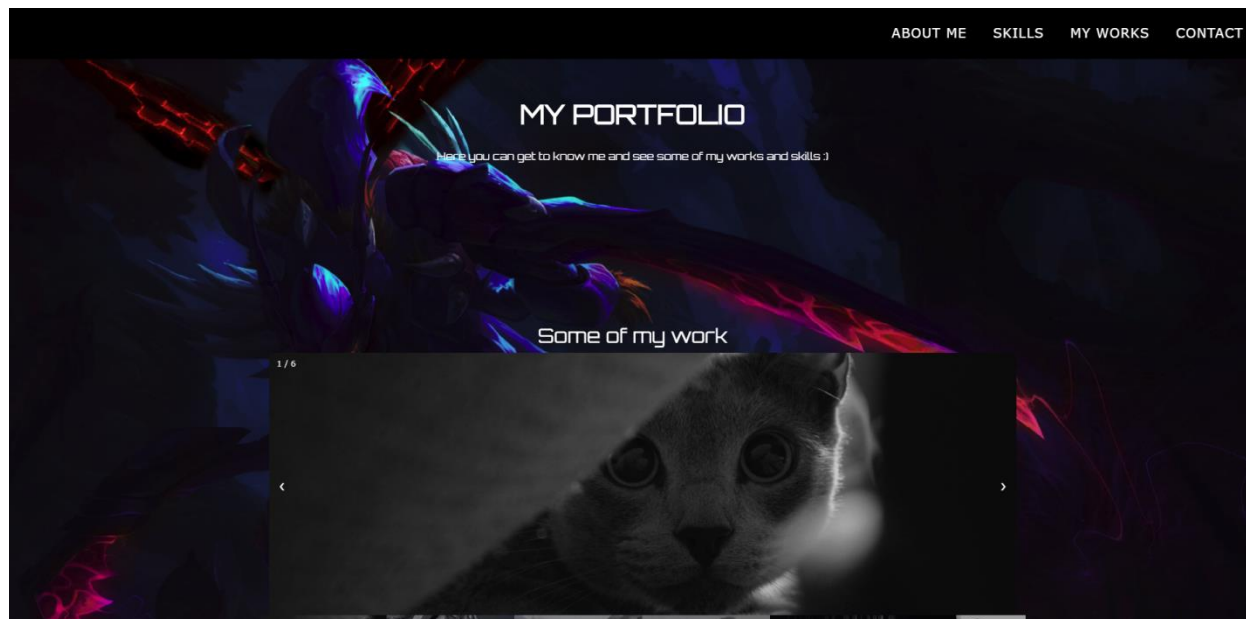 ABOUT ME SKILLS MY WORKS CONTACT
MY PORTFOLIO
Here you can get to know me and see some of my works and skills :)
Some of my work
1 / 6
‹ ›